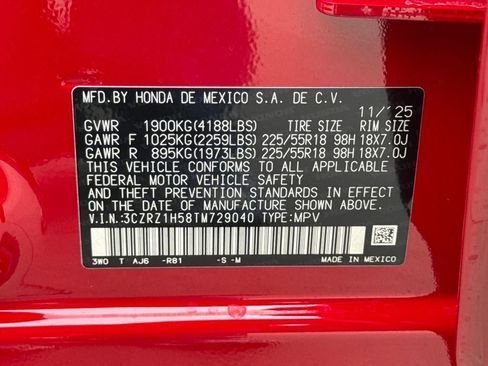 MFD.BY HONDA DE MEXICO S.A. DE C.V. 11/'25
GVWR 1900KG(4188LBS) TIRE SIZE RIM SIZE
GAWR F 1025KG(2259LBS) 225/55R18 98H 18X7.0J
GAWR R 895KG(1973LBS) 225/55R18 98H 18X7.0J
THIS VEHICLE CONFORMS TO ALL APPLICABLE
FEDERAL MOTOR VEHICLE SAFETY
AND THEFT PREVENTION STANDARDS IN EFFECT
ON THE DATE OF MANUFACTURE SHOWN ABOVE.
V.I.N.:3CZRZ1H58TM729040 TYPE:MPV
3W0 T AJ6 -R81 -S -M